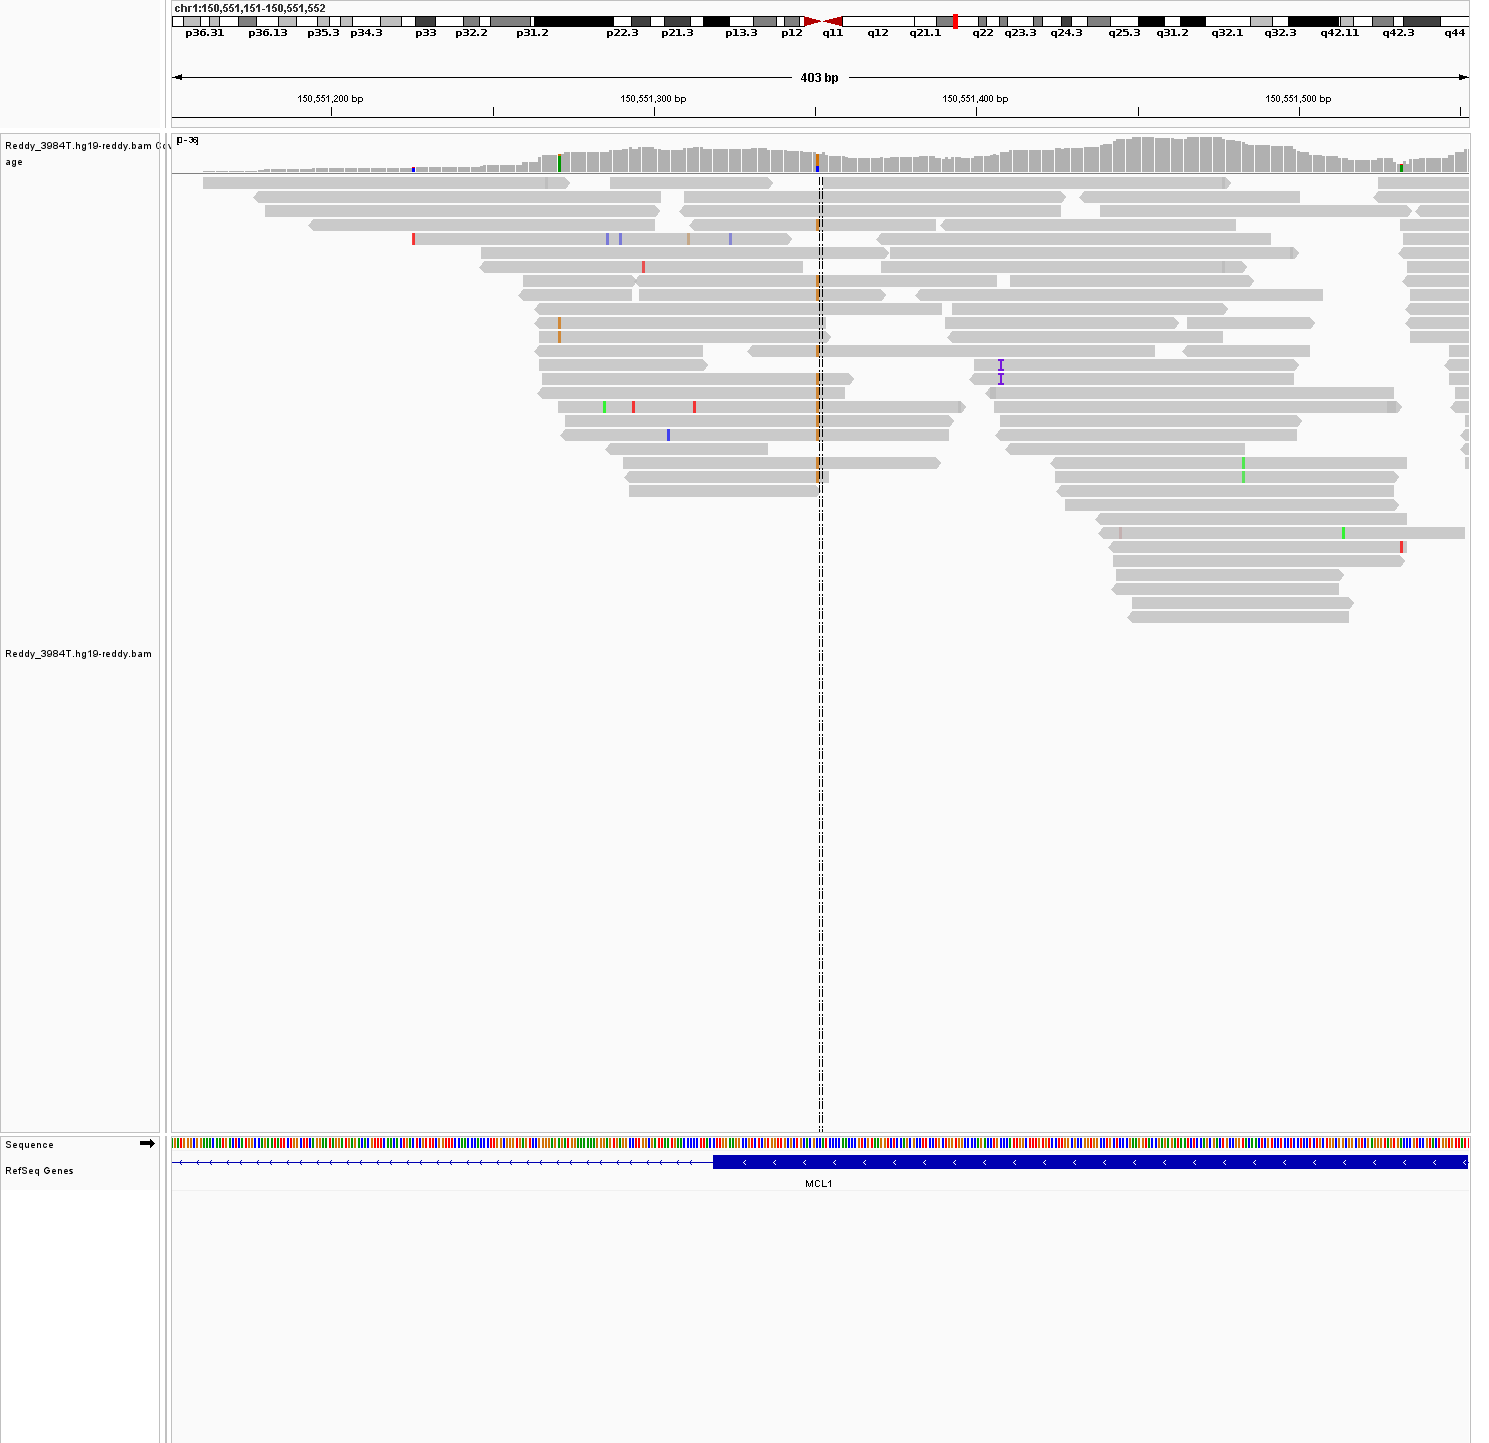 chr1:150,551,151-150,551,552
p36.31 p36.13 p35.3 p34.3 p33 p32.2 p31.2 p22.3 p21.3 p13.3 p12 q11 q12 q21.1 q22 q23.3 q24.3 q25.3 q31.2 q32.1 q32.3 q42.11 q42.3 q44
403 bp
150,551,200 bp 150,551,300 bp 150,551,400 bp 150,551,500 bp
[0-36]
Reddy_3984T.hg19-reddy.bam Cov
age
Reddy_3984T.hg19-reddy.bam
Sequence
RefSeq Genes
MCL1